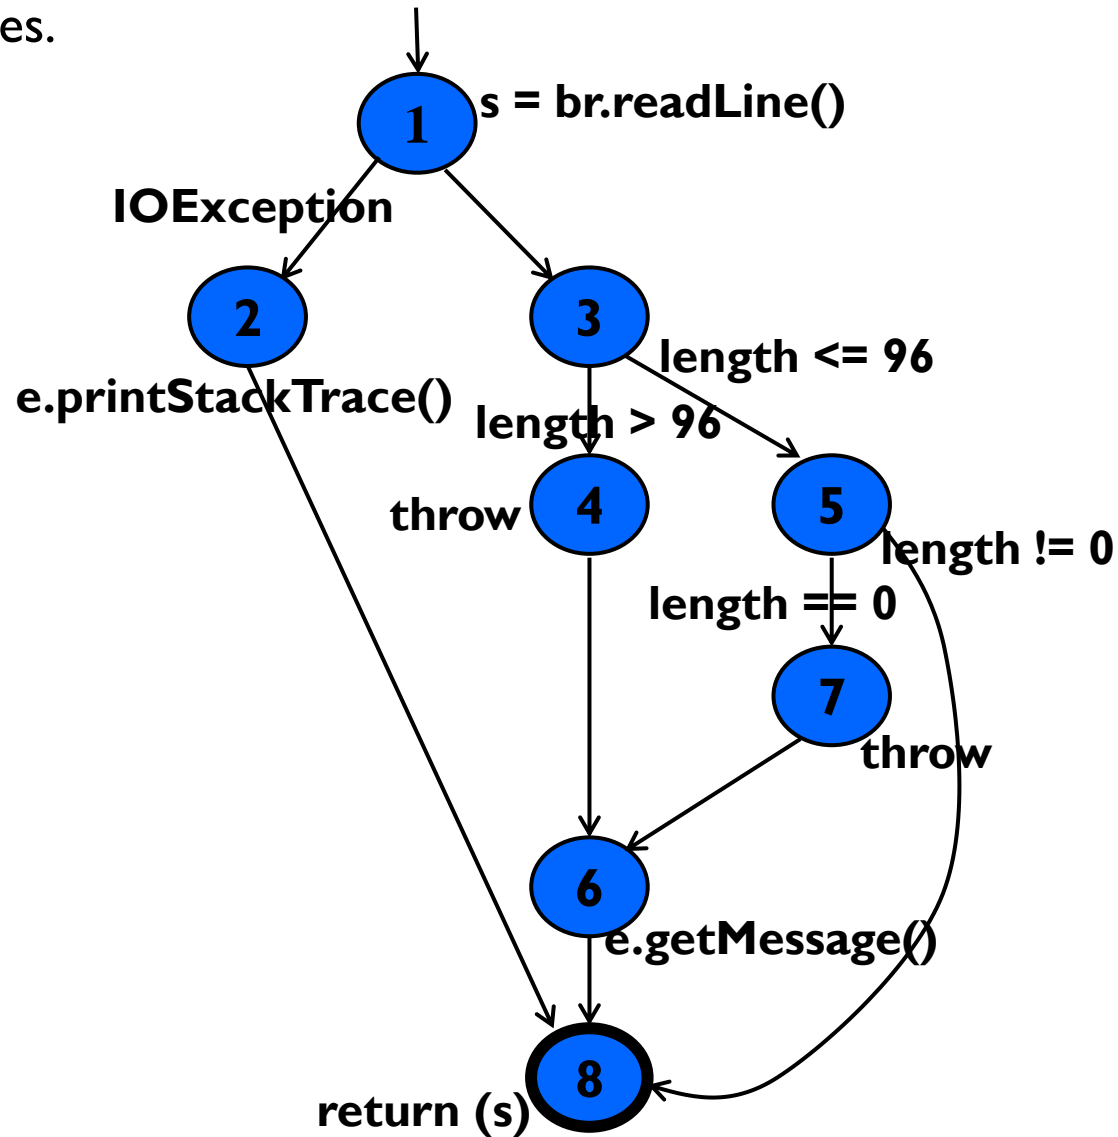 es.
1
s = br.readLine()
IOException
2
3
length <= 96
e.printStackTrace()
length > 96
throw
4
5
length != 0
length == 0
7
throw
6
e.getMessage()
8
return (s)